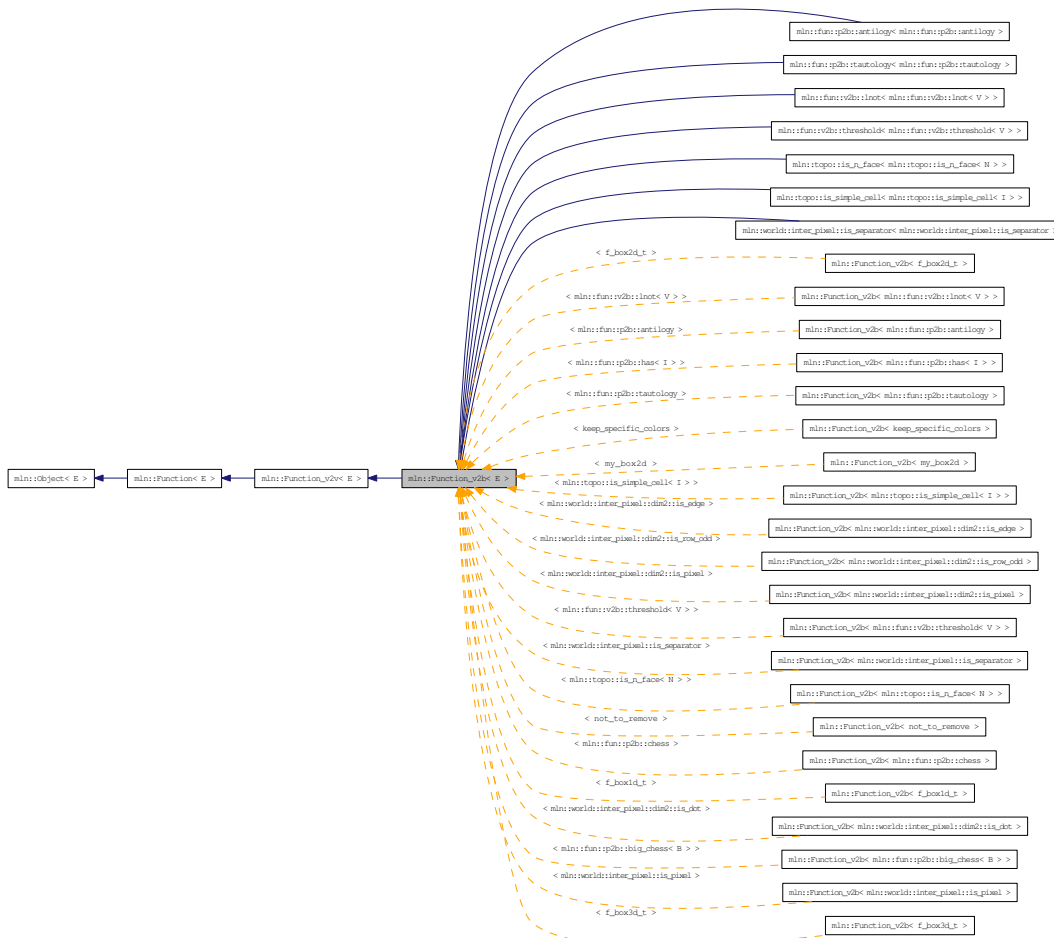 mln::fun::p2b::antilogy< mln::fun::p2b::antilogy >
mln::fun::p2b::tautology< mln::fun::p2b::tautology >
mln::fun::v2b::lnot< mln::fun::v2b::lnot< V > >
mln::fun::v2b::threshold< mln::fun::v2b::threshold< V > >
mln::topo::is_n_face< mln::topo::is_n_face< N > >
mln::topo::is_simple_cell< mln::topo::is_simple_cell< I > >
mln::world::inter_pixel::is_separator< mln::world::inter_pixel::is_separator >
< f_box2d_t >
mln::Function_v2b< f_box2d_t >
< mln::fun::v2b::lnot< V > >
mln::Function_v2b< mln::fun::v2b::lnot< V > >
< mln::fun::p2b::antilogy >
mln::Function_v2b< mln::fun::p2b::antilogy >
< mln::fun::p2b::has< I > >
mln::Function_v2b< mln::fun::p2b::has< I > >
< mln::fun::p2b::tautology >
mln::Function_v2b< mln::fun::p2b::tautology >
< keep_specific_colors >
mln::Function_v2b< keep_specific_colors >
< my_box2d >
mln::Function_v2b< my_box2d >
mln::Object< E >
mln::Function< E >
mln::Function_v2v< E >
mln::Function_v2b< E >
< mln::topo::is_simple_cell< I > >
mln::Function_v2b< mln::topo::is_simple_cell< I > >
< mln::world::inter_pixel::dim2::is_edge >
mln::Function_v2b< mln::world::inter_pixel::dim2::is_edge >
< mln::world::inter_pixel::dim2::is_row_odd >
mln::Function_v2b< mln::world::inter_pixel::dim2::is_row_odd >
< mln::world::inter_pixel::dim2::is_pixel >
mln::Function_v2b< mln::world::inter_pixel::dim2::is_pixel >
< mln::fun::v2b::threshold< V > >
mln::Function_v2b< mln::fun::v2b::threshold< V > >
< mln::world::inter_pixel::is_separator >
mln::Function_v2b< mln::world::inter_pixel::is_separator >
< mln::topo::is_n_face< N > >
mln::Function_v2b< mln::topo::is_n_face< N > >
< not_to_remove >
mln::Function_v2b< not_to_remove >
< mln::fun::p2b::chess >
mln::Function_v2b< mln::fun::p2b::chess >
< f_box1d_t >
mln::Function_v2b< f_box1d_t >
< mln::world::inter_pixel::dim2::is_dot >
mln::Function_v2b< mln::world::inter_pixel::dim2::is_dot >
< mln::fun::p2b::big_chess< B > >
mln::Function_v2b< mln::fun::p2b::big_chess< B > >
< mln::world::inter_pixel::is_pixel >
mln::Function_v2b< mln::world::inter_pixel::is_pixel >
< f_box3d_t >
mln::Function_v2b< f_box3d_t >